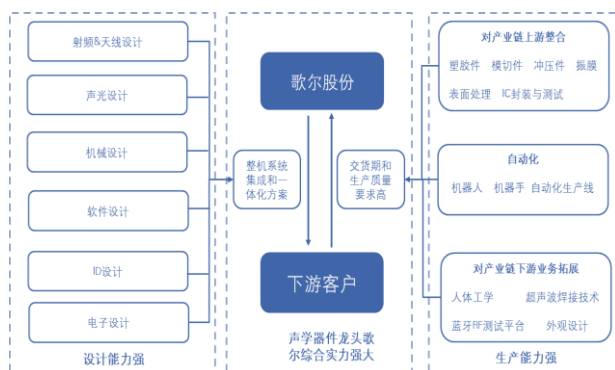 射频&天线设计
声光设计
机械设计
软件设计
ID设计
电子设计
设计能力强
歌尔股份
整机系统
集成和一
体化方案
交货期和
生产质量
要求高
下游客户
声学器件龙头歌
尔综合实力强大
对产业链上游整合
塑胶件 模切件 冲压件 振膜
表面处理 IC封装与测试
自动化
机器人 机器手 自动化生产线
对产业链下游业务拓展
人体工学 超声波焊接技术
蓝牙RF测试平台 外观设计
生产能力强